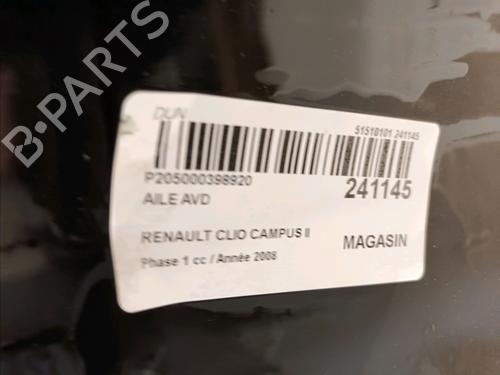 B-PARTS
DUN
51510101 241145
P205000398920
241145
AILE AVD
RENAULT CLIO CAMPUS II
MAGASIN
Phase 1 cc / Année 2008